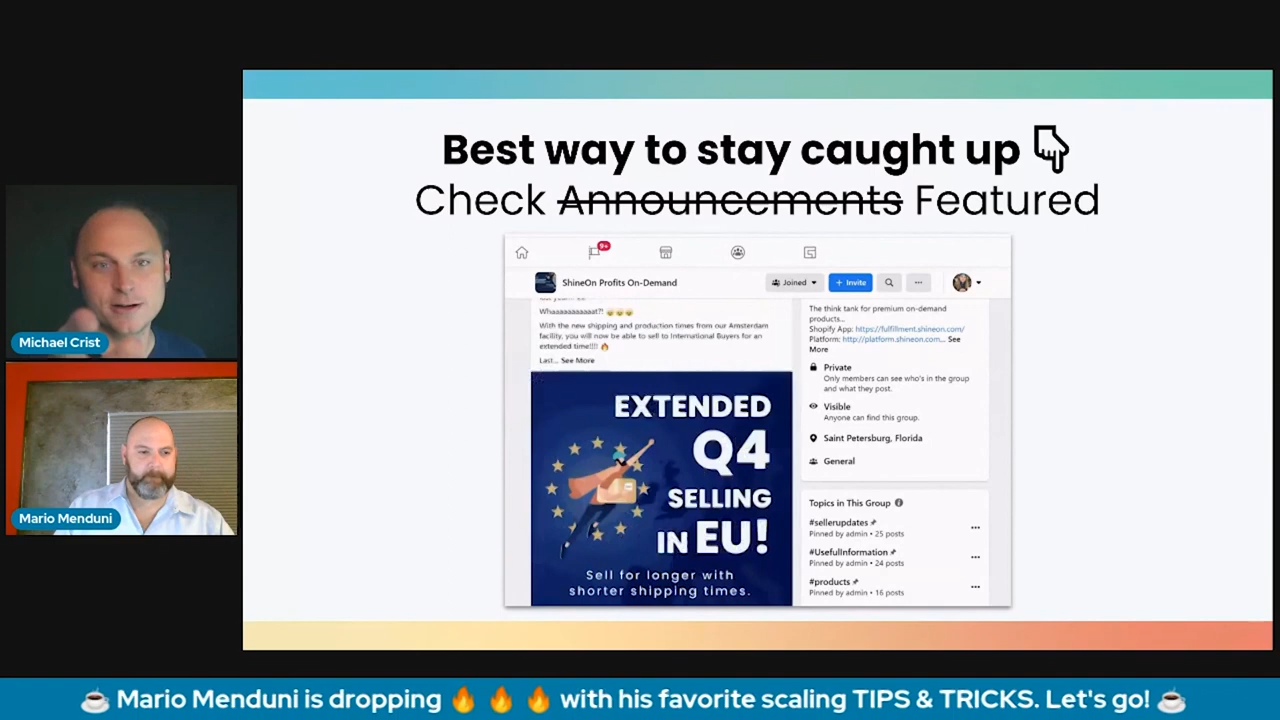 Best way to stay caught up
Check Announcements Featured
Michael Crist
Mario Menduni
9+
ShineOn Profits On-Demand
Joined
+ Invite
Whaaaaaaaaaat?!
With the new shipping and production times from our Amsterdam
facility, you will now be able to sell to International Buyers for an
extended time!!!!
Last... See More
EXTENDED
Q4
SELLING
IN EU!
Sell for longer with
shorter shipping times.
The think tank for premium on-demand
products...
Shopify App: https://fulfillment.shineon.com/
Platform: http://platform.shineon.com... See
More
Private
Only members can see who's in the group
and what they post.
Visible
Anyone can find this group.
Saint Petersburg, Florida
General
Topics in This Group
#sellerupdates
Pinned by admin • 25 posts
#UsefulInformation
Pinned by admin • 24 posts
#products
Pinned by admin • 16 posts
☕ Mario Menduni is dropping 🔥 🔥 🔥 with his favorite scaling TIPS & TRICKS. Let's go! ☕